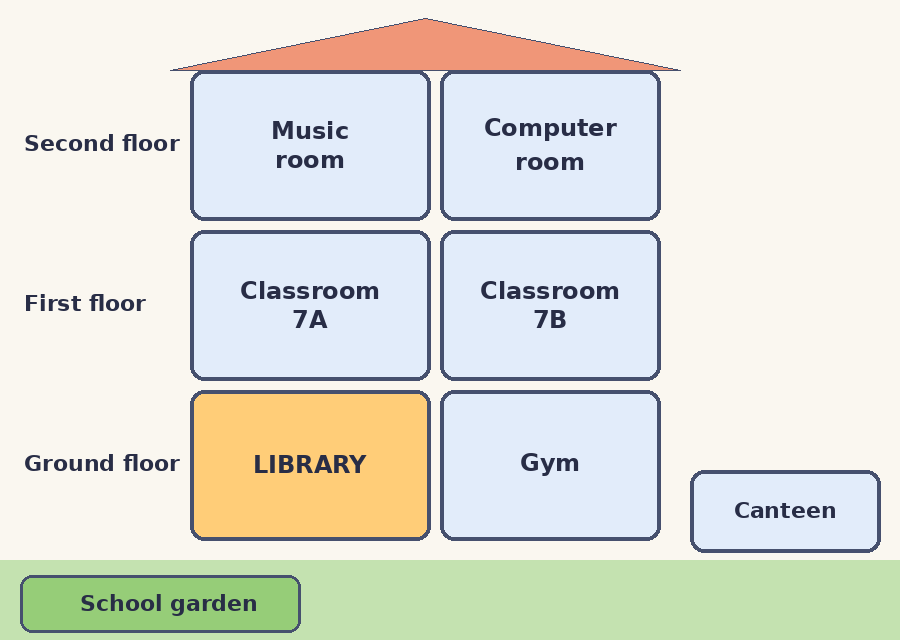 Second floor
Music
room
Computer
room
First floor
Classroom
7A
Classroom
7B
Ground floor
LIBRARY
Gym
Canteen
School garden